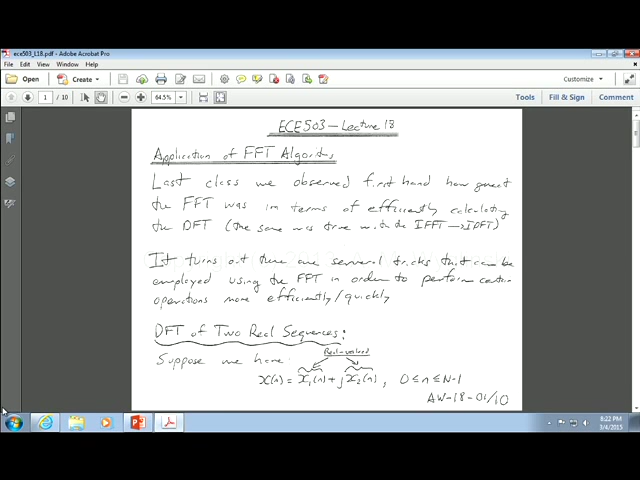 ece503_L18.pdf - Adobe Acrobat Pro
File Edit View Window Help
Open Create Customize
1 / 10 64.5% Tools Fill & Sign Comment
ECE503-Lecture 18
Application of FFT Algorithms
Last class we observed first hand how great
the FFT was in terms of efficiently calculating
the DFT (the same was true with the IFFT → IDFT)
It turns out there are several tricks that can be
employed using the FFT in order to perform certain
operations more efficiently/quickly
DFT of Two Real Sequences:
Real-valued
Suppose we have:
x(n) = x₁(n) + j x₂(n), 0 ≤ n ≤ N-1
AW-18-01/10
8:22 PM
3/4/2015